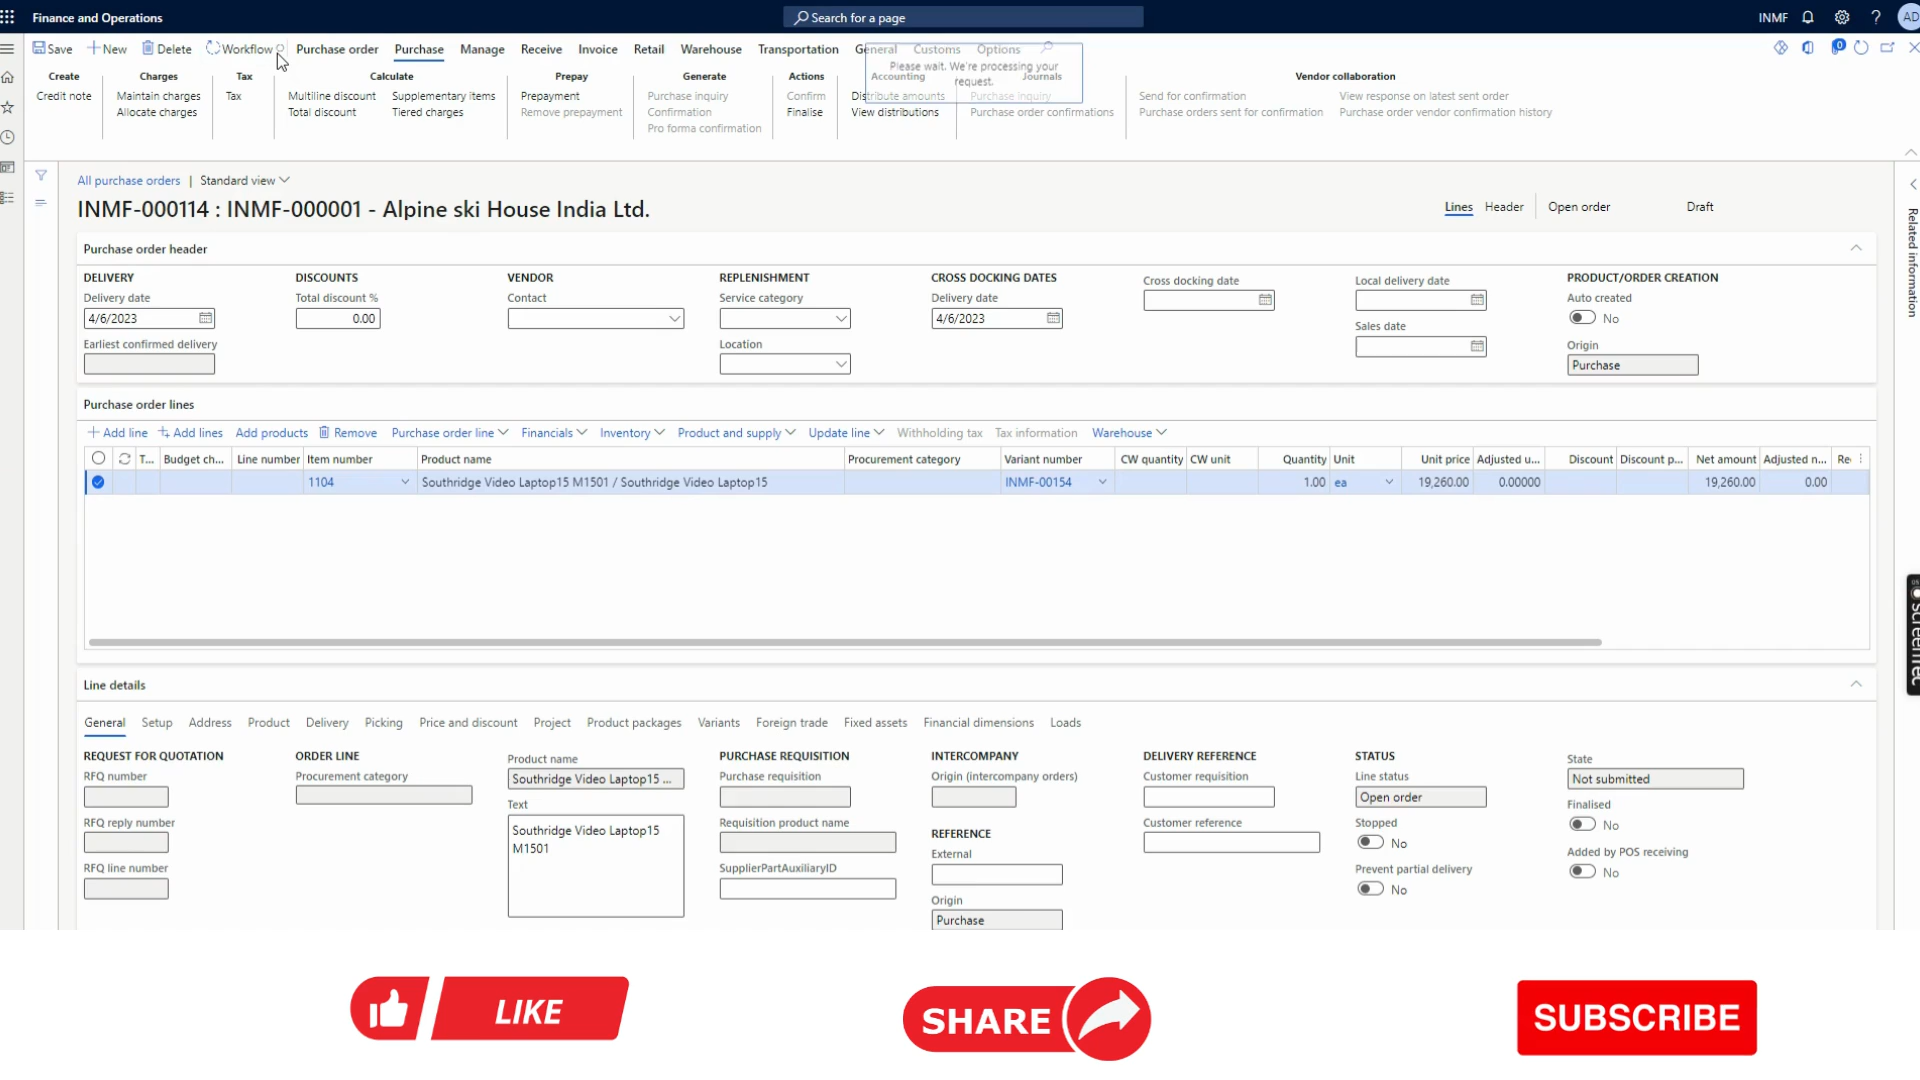 Finance and Operations
Search for a page
INMF
AD
Save New Delete Workflow Purchase order Purchase Manage Receive Invoice Retail Warehouse Transportation General Customs Options
Please wait. We're processing your request.
Create Charges Tax Calculate Prepay Generate Actions Accounting Journals Vendor collaboration
Credit note Maintain charges Tax Multiline discount Supplementary items Prepayment Purchase inquiry Confirm Distribute amounts Purchase inquiry Send for confirmation View response on latest sent order
Allocate charges Total discount Tiered charges Remove prepayment Confirmation Finalise View distributions Purchase order confirmations Purchase orders sent for confirmation Purchase order vendor confirmation history
Pro forma confirmation
All purchase orders | Standard view
INMF-000114 : INMF-000001 - Alpine ski House India Ltd.
Lines Header Open order Draft
Related information
Purchase order header
DELIVERY DISCOUNTS VENDOR REPLENISHMENT CROSS DOCKING DATES Cross docking date Local delivery date PRODUCT/ORDER CREATION
Delivery date Total discount % Contact Service category Delivery date Auto created
4/6/2023 0.00 4/6/2023 No
Sales date
Earliest confirmed delivery Location Origin
Purchase
Purchase order lines
Add line Add lines Add products Remove Purchase order line Financials Inventory Product and supply Update line Withholding tax Tax information Warehouse
T... Budget ch... Line number Item number Product name Procurement category Variant number CW quantity CW unit Quantity Unit Unit price Adjusted u... Discount Discount p... Net amount Adjusted n...
1104 Southridge Video Laptop15 M1501 / Southridge Video Laptop15 INMF-00154 1.00 ea 19,260.00 0.00000 19,260.00 0.00
Line details
General Setup Address Product Delivery Picking Price and discount Project Product packages Variants Foreign trade Fixed assets Financial dimensions Loads
REQUEST FOR QUOTATION ORDER LINE Product name PURCHASE REQUISITION INTERCOMPANY DELIVERY REFERENCE STATUS State
RFQ number Procurement category Southridge Video Laptop15 ... Purchase requisition Origin (intercompany orders) Customer requisition Line status Not submitted
Open order
Text Finalised
RFQ reply number Southridge Video Laptop15 M1501 Requisition product name REFERENCE Customer reference Stopped No
No
External Added by POS receiving
RFQ line number SupplierPartAuxiliaryID Prevent partial delivery No
No
Origin
Purchase
LIKE
SHARE
SUBSCRIBE